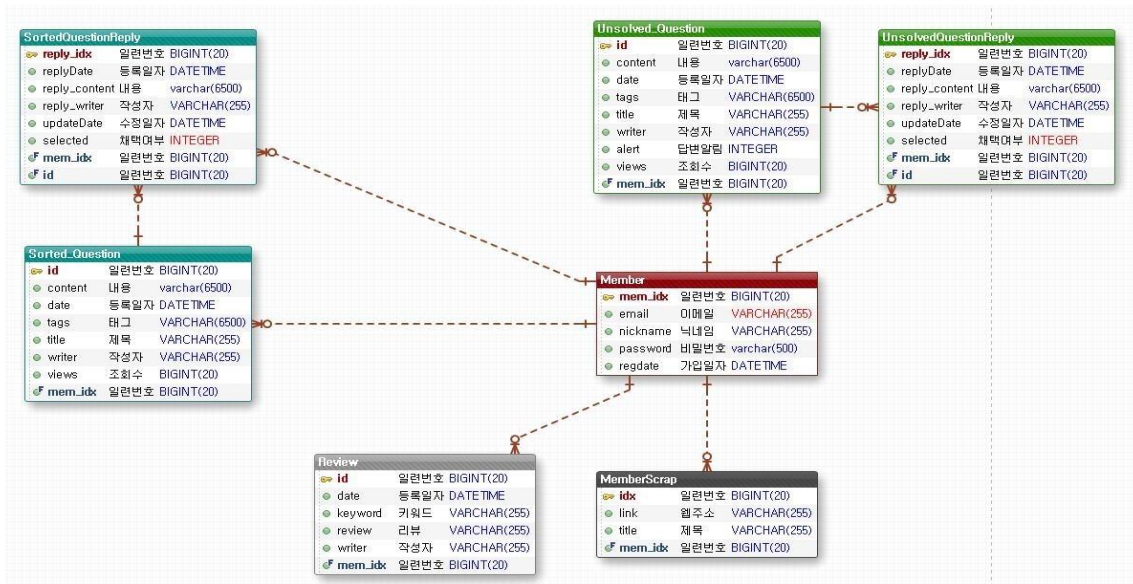 SortedQuestionReply
reply_idx 일련번호 BIGINT(20)
replyDate 등록일자 DATETIME
reply_content 내용 varchar(6500)
reply_writer 작성자 VARCHAR(255)
updateDate 수정일자 DATETIME
selected 채택여부 INTEGER
mem_idx 일련번호 BIGINT(20)
id 일련번호 BIGINT(20)
Unsolved_Question
id 일련번호 BIGINT(20)
content 내용 varchar(6500)
date 등록일자 DATETIME
tags 태그 VARCHAR(6500)
title 제목 VARCHAR(255)
writer 작성자 VARCHAR(255)
alert 답변알림 INTEGER
views 조회수 BIGINT(20)
mem_idx 일련번호 BIGINT(20)
UnsolvedQuestionReply
reply_idx 일련번호 BIGINT(20)
replyDate 등록일자 DATETIME
reply_content 내용 varchar(6500)
reply_writer 작성자 VARCHAR(255)
updateDate 수정일자 DATETIME
selected 채택여부 INTEGER
mem_idx 일련번호 BIGINT(20)
id 일련번호 BIGINT(20)
Sorted_Question
id 일련번호 BIGINT(20)
content 내용 varchar(6500)
date 등록일자 DATETIME
tags 태그 VARCHAR(6500)
title 제목 VARCHAR(255)
writer 작성자 VARCHAR(255)
views 조회수 BIGINT(20)
mem_idx 일련번호 BIGINT(20)
Member
mem_idx 일련번호 BIGINT(20)
email 이메일 VARCHAR(255)
nickname 닉네임 VARCHAR(255)
password 비밀번호 varchar(500)
regdate 가입일자 DATETIME
Review
id 일련번호 BIGINT(20)
date 등록일자 DATETIME
keyword 키워드 VARCHAR(255)
review 리뷰 VARCHAR(255)
writer 작성자 VARCHAR(255)
mem_idx 일련번호 BIGINT(20)
MemberScrap
idx 일련번호 BIGINT(20)
link 웹주소 VARCHAR(255)
title 제목 VARCHAR(255)
mem_idx 일련번호 BIGINT(20)